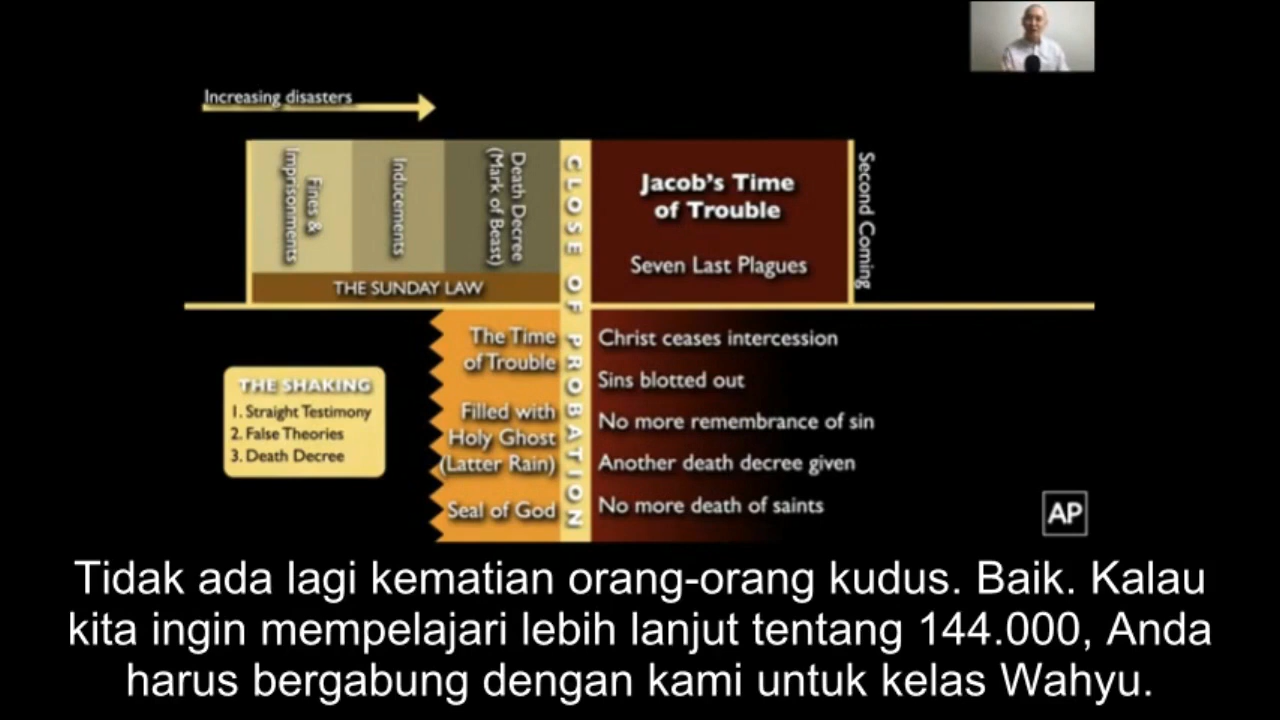 Increasing disasters
Fines &
Imprisonments
Inducements
Death Decree
(Mark of Beast)
THE SUNDAY LAW
CLOSE OF PROBATION
Jacob's Time
of Trouble
Seven Last Plagues
Second Coming
THE SHAKING
1. Straight Testimony
2. False Theories
3. Death Decree
The Time
of Trouble
Filled with
Holy Ghost
(Latter Rain)
Seal of God
Christ ceases intercession
Sins blotted out
No more remembrance of sin
Another death decree given
No more death of saints
AP
Tidak ada lagi kematian orang-orang kudus. Baik. Kalau
kita ingin mempelajari lebih lanjut tentang 144.000, Anda
harus bergabung dengan kami untuk kelas Wahyu.